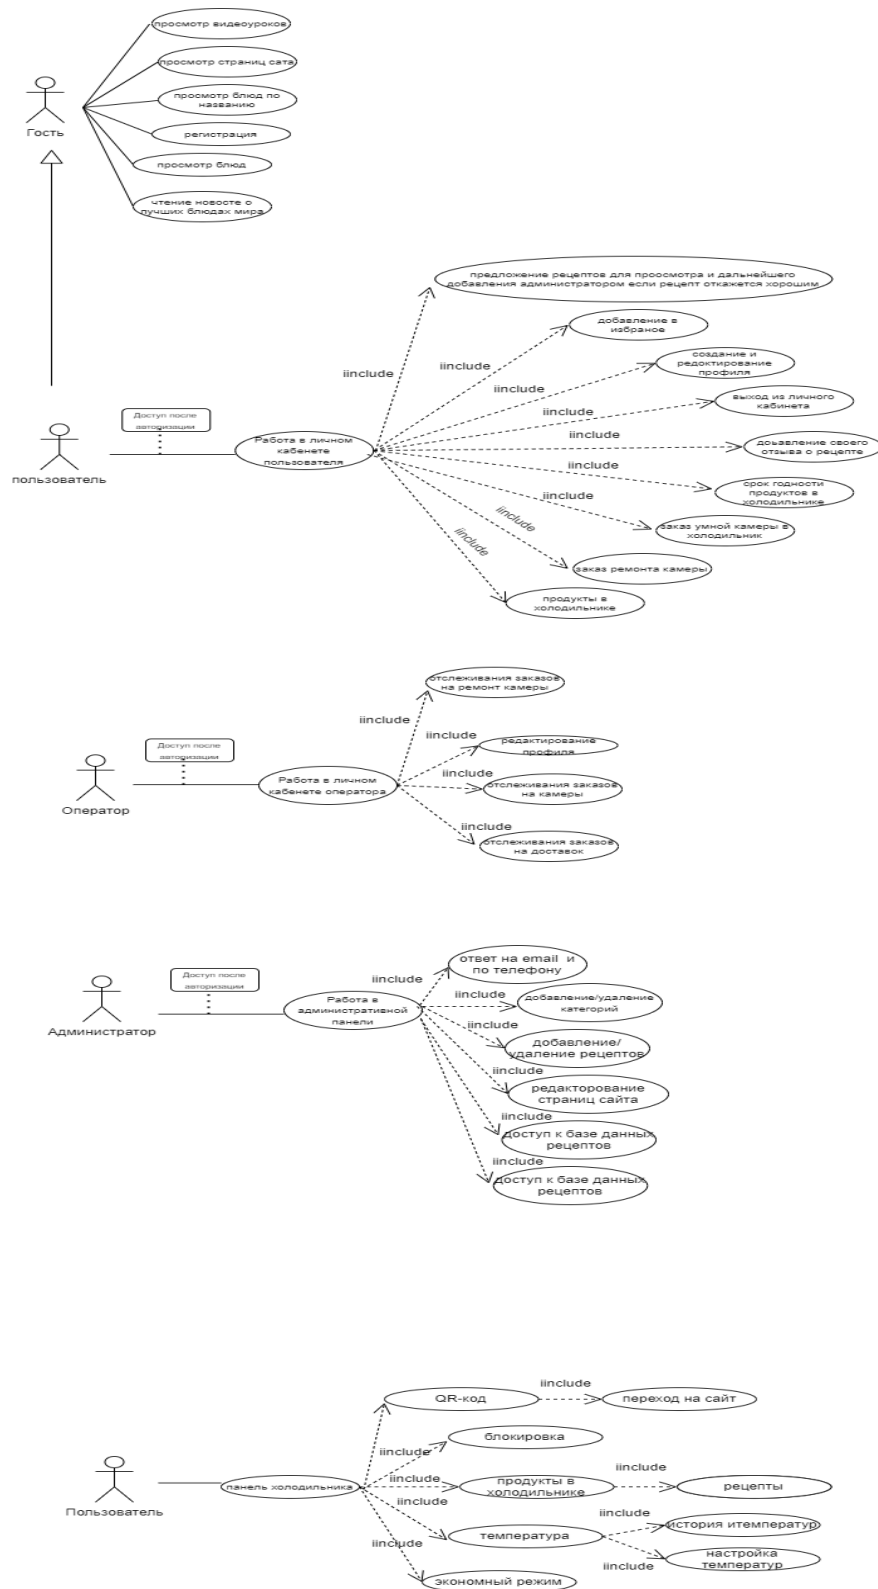 просмотр видеоуроков
просмотр страниц сата
просмотр блюд по
названию
Гость
регистрация
просмотр блюд
чтение новосте о
лучших блюдах мира
предложение рецептов для проосмотра и дальнейшего
добавления администратором если рецепт откажется хорошим
iinclude
добавление в
избраное
iinclude
создание и
редоктирование
профиля
iinclude
выход из личного
кабинета
iinclude
Доступ после
авторизации
пользователь
Работа в личном
кабенете
пользователя
iinclude
доьавление своего
отзыва о рецепте
iinclude
срок годности
продуктов в
холодильнике
iinclude
заказ умной камеры в
холодильник
iinclude
заказ ремонта камеры
iinclude
продукты в
холодильнике
отслеживания заказов
на ремонт камеры
iinclude
iinclude
редактирование
профиля
Доступ после
авторизации
Оператор
Работа в личном
кабенете оператора
iinclude
отслеживания заказов
на камеры
iinclude
отслеживания заказов
на доставок
ответ на email и
по телефону
iinclude
Доступ после
авторизации
Администратор
Работа в
административной
панели
iinclude
добавление/удаление
категорий
iinclude
добавление/
удаление рецептов
iinclude
редакторование
страниц сайта
iinclude
доступ к базе данных
рецептов
iinclude
доступ к базе данных
рецептов
iinclude
QR-код
переход на сайт
блокировка
iinclude
Пользователь
панель холодильника
iinclude
продукты в
холодильнике
iinclude
рецепты
iinclude
температура
iinclude
история итемператур
iinclude
настройка
температур
iinclude
экономный режим